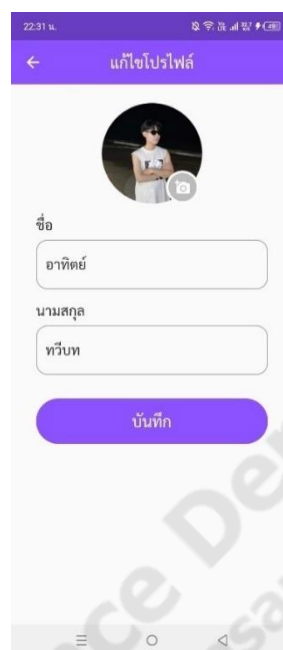 22:31 น.
แก้ไขโปรไฟล์
ชื่อ
อาทิตย์
นามสกุล
ทวีบท
บันทึก